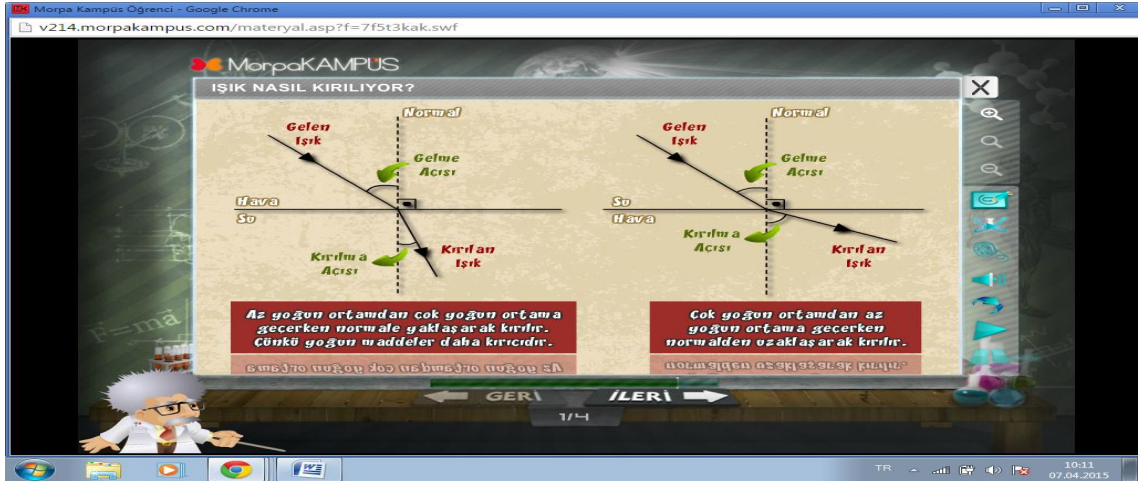 Morpa Kampüs Öğrenci - Google Chrome
v214.morpakampus.com/materyal.asp?f=7f5t3kak.swf
MorpaKAMPÜS
IŞIK NASIL KIRILIYOR?
Normal
Gelen
Işık
Gelme
Açısı
Hava
Su
Kırılma
Açısı
Kırılan
Işık
Az yoğun ortamdan çok yoğun ortama
geçerken normale yaklaşarak kırılır.
Çünkü yoğun maddeler daha kırıcıdır.
Normal
Gelen
Işık
Gelme
Açısı
Su
Hava
Kırılma
Açısı
Kırılan
Işık
Çok yoğun ortamdan az
yoğun ortama geçerken
normalden uzaklaşarak kırılır.
F=ma
GERİ
İLERİ
1/4
TR
10:11
07.04.2015